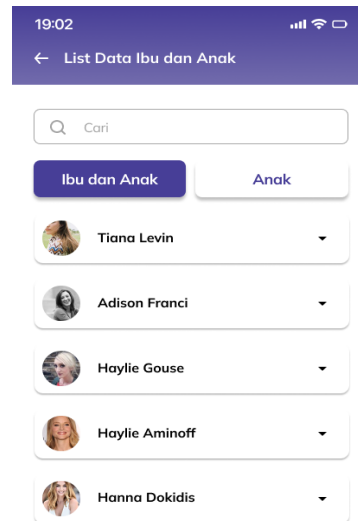 19:02
List Data Ibu dan Anak
Cari
Ibu dan Anak
Anak
Tiana Levin
Adison Franci
Haylie Gouse
Haylie Aminoff
Hanna Dokidis